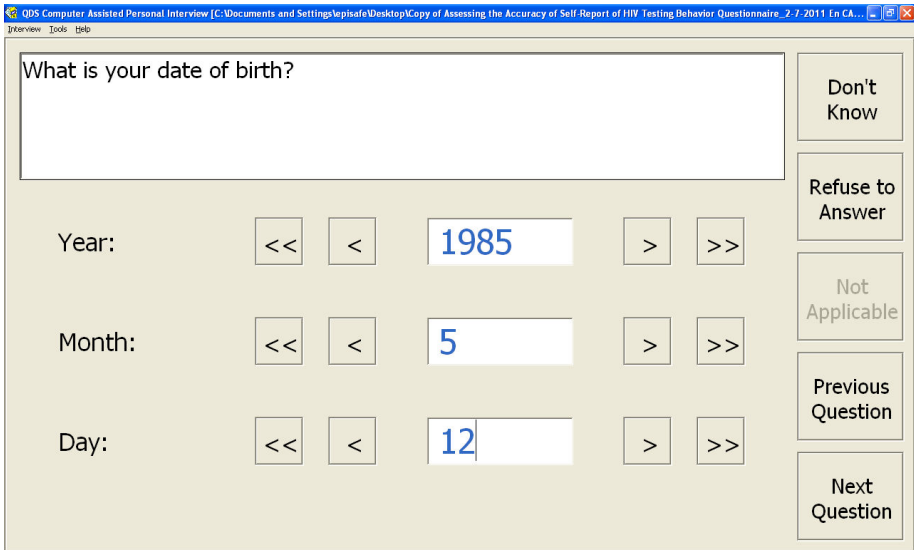 QDS Computer Assisted Personal Interview [C:\Documents and Settings\episafe\Desktop\Copy of Assessing the Accuracy of Self-Report of HIV Testing Behavior Questionnaire_2-7-2011 En CA...
Interview Tools Help
What is your date of birth?
Don't
Know
Refuse to
Answer
Year: << < 1985 > >>
Not
Applicable
Month: << < 5 > >>
Previous
Question
Day: << < 12 > >>
Next
Question